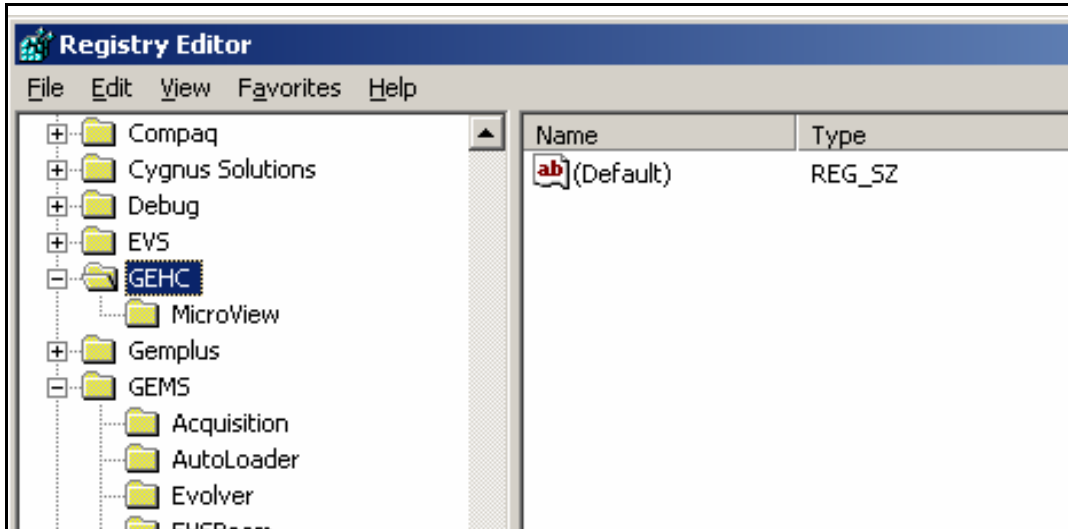 Registry Editor
File Edit View Favorites Help
Compaq
Cygnus Solutions
Debug
EVS
GEHC
MicroView
Gemplus
GEMS
Acquisition
AutoLoader
Evolver
Name Type
ab (Default) REG_SZ